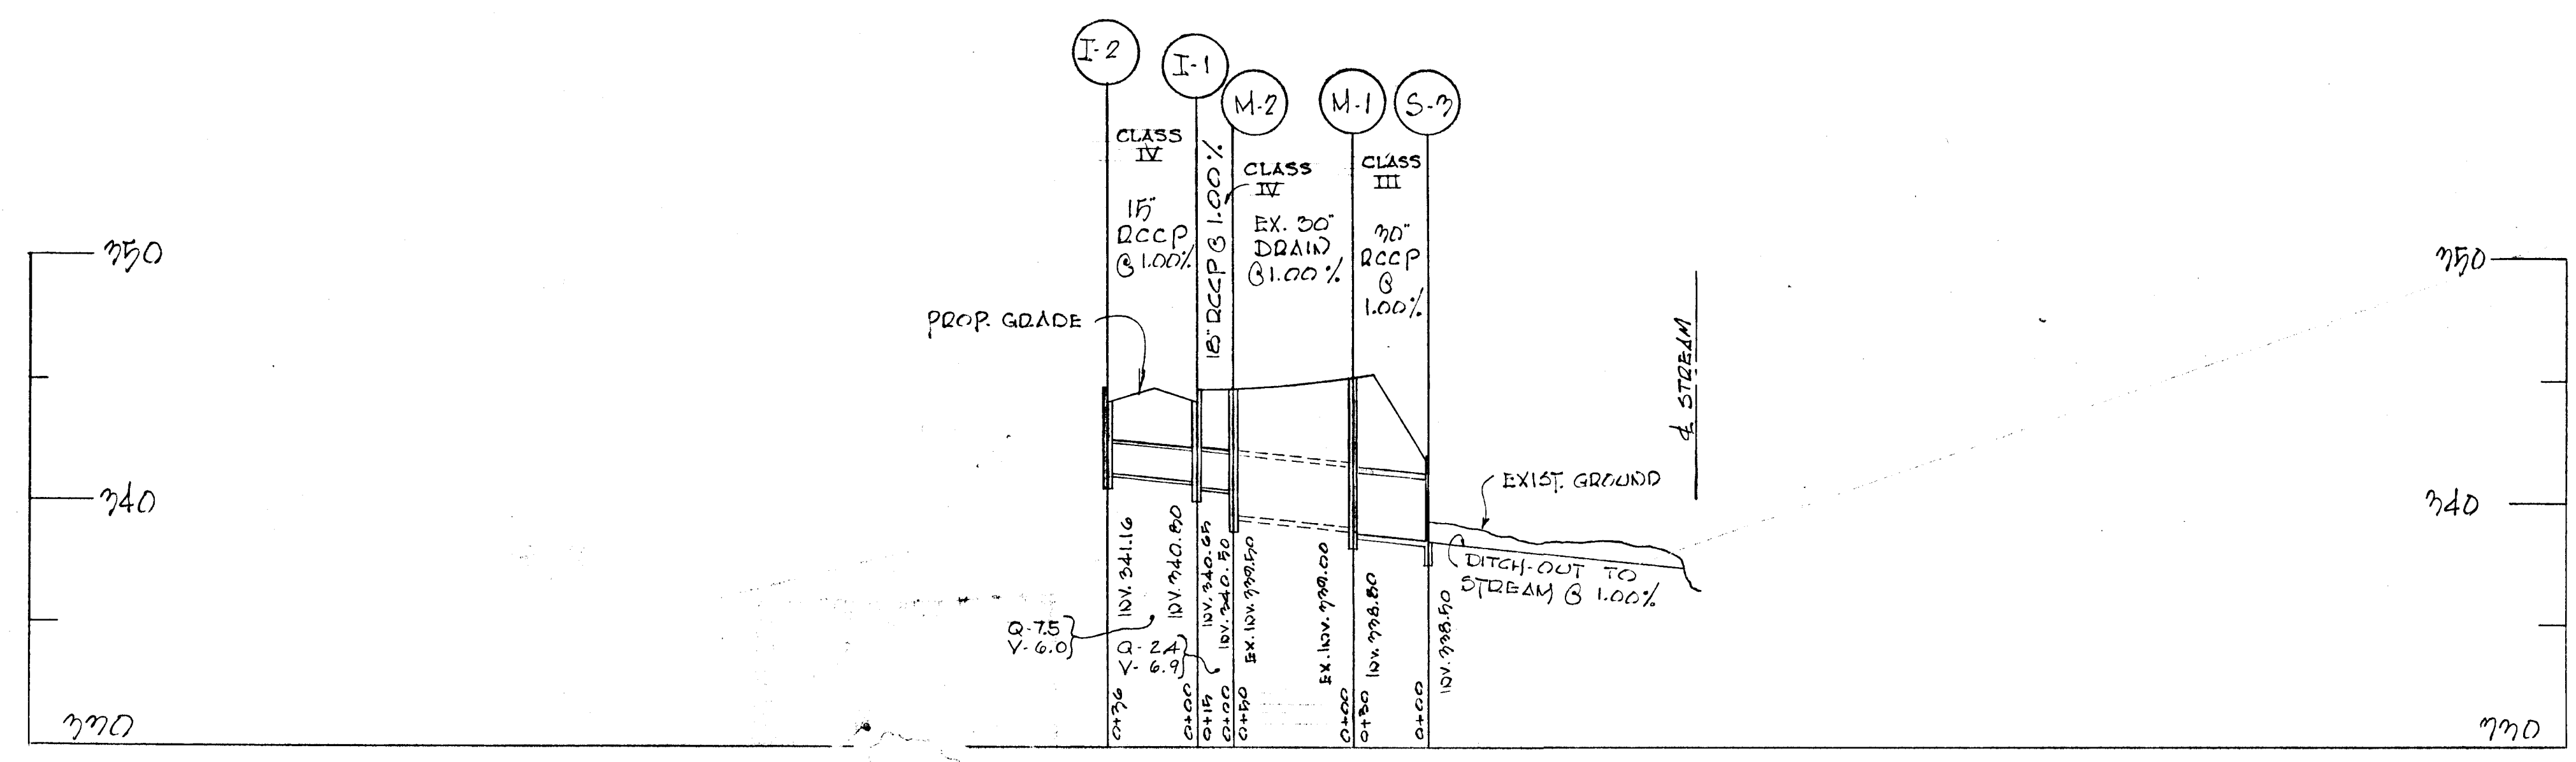 I-2
I-1
M-2
M-1
S-3
CLASS
IV
15"
RCCP
@ 1.00%
18" RCCP @ 1.00%
CLASS
IV
EX. 30"
DRAIN
@ 1.00%
CLASS
III
30"
RCCP
@
1.00%
350
350
PROP. GRADE
℄ STREAM
340
340
EXIST. GROUND
DITCH-OUT TO
STREAM @ 1.00%
INV. 341.16
INV. 340.80
INV. 340.65
INV. 340.50
EX. INV. 339.50
EX. INV. 339.00
INV. 338.80
INV. 338.50
Q-7.5
V-6.0
Q-2.4
V-6.9
0+36
0+00
0+15
0+00
0+50
0+00
0+30
0+00
330
330